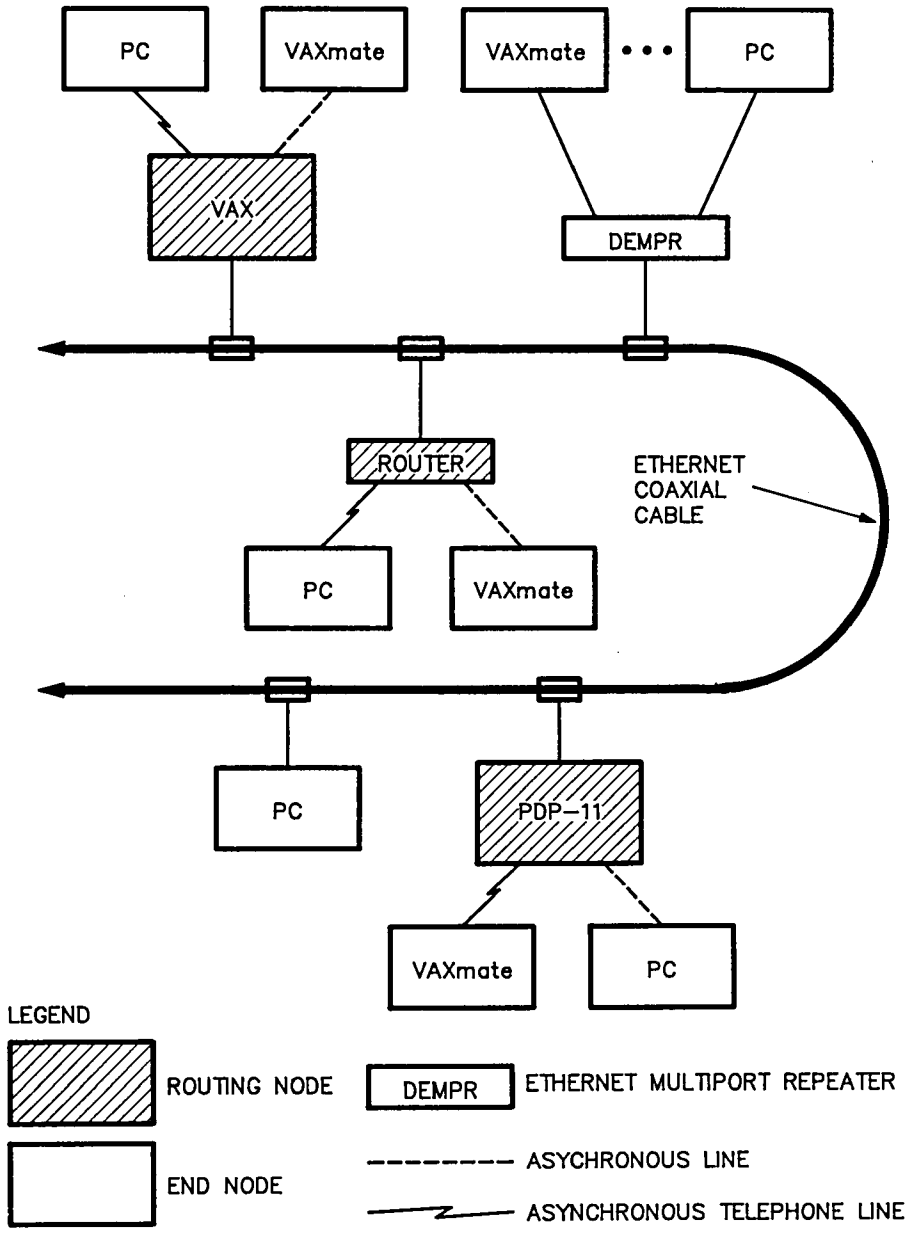 PC
VAXmate
VAXmate
PC
VAX
DEMPR
ROUTER
ETHERNET
COAXIAL
CABLE
PC
VAXmate
PC
PDP-11
VAXmate
PC
LEGEND
ROUTING NODE
DEMPR
ETHERNET MULTIPORT REPEATER
END NODE
ASYCHRONOUS LINE
ASYNCHRONOUS TELEPHONE LINE